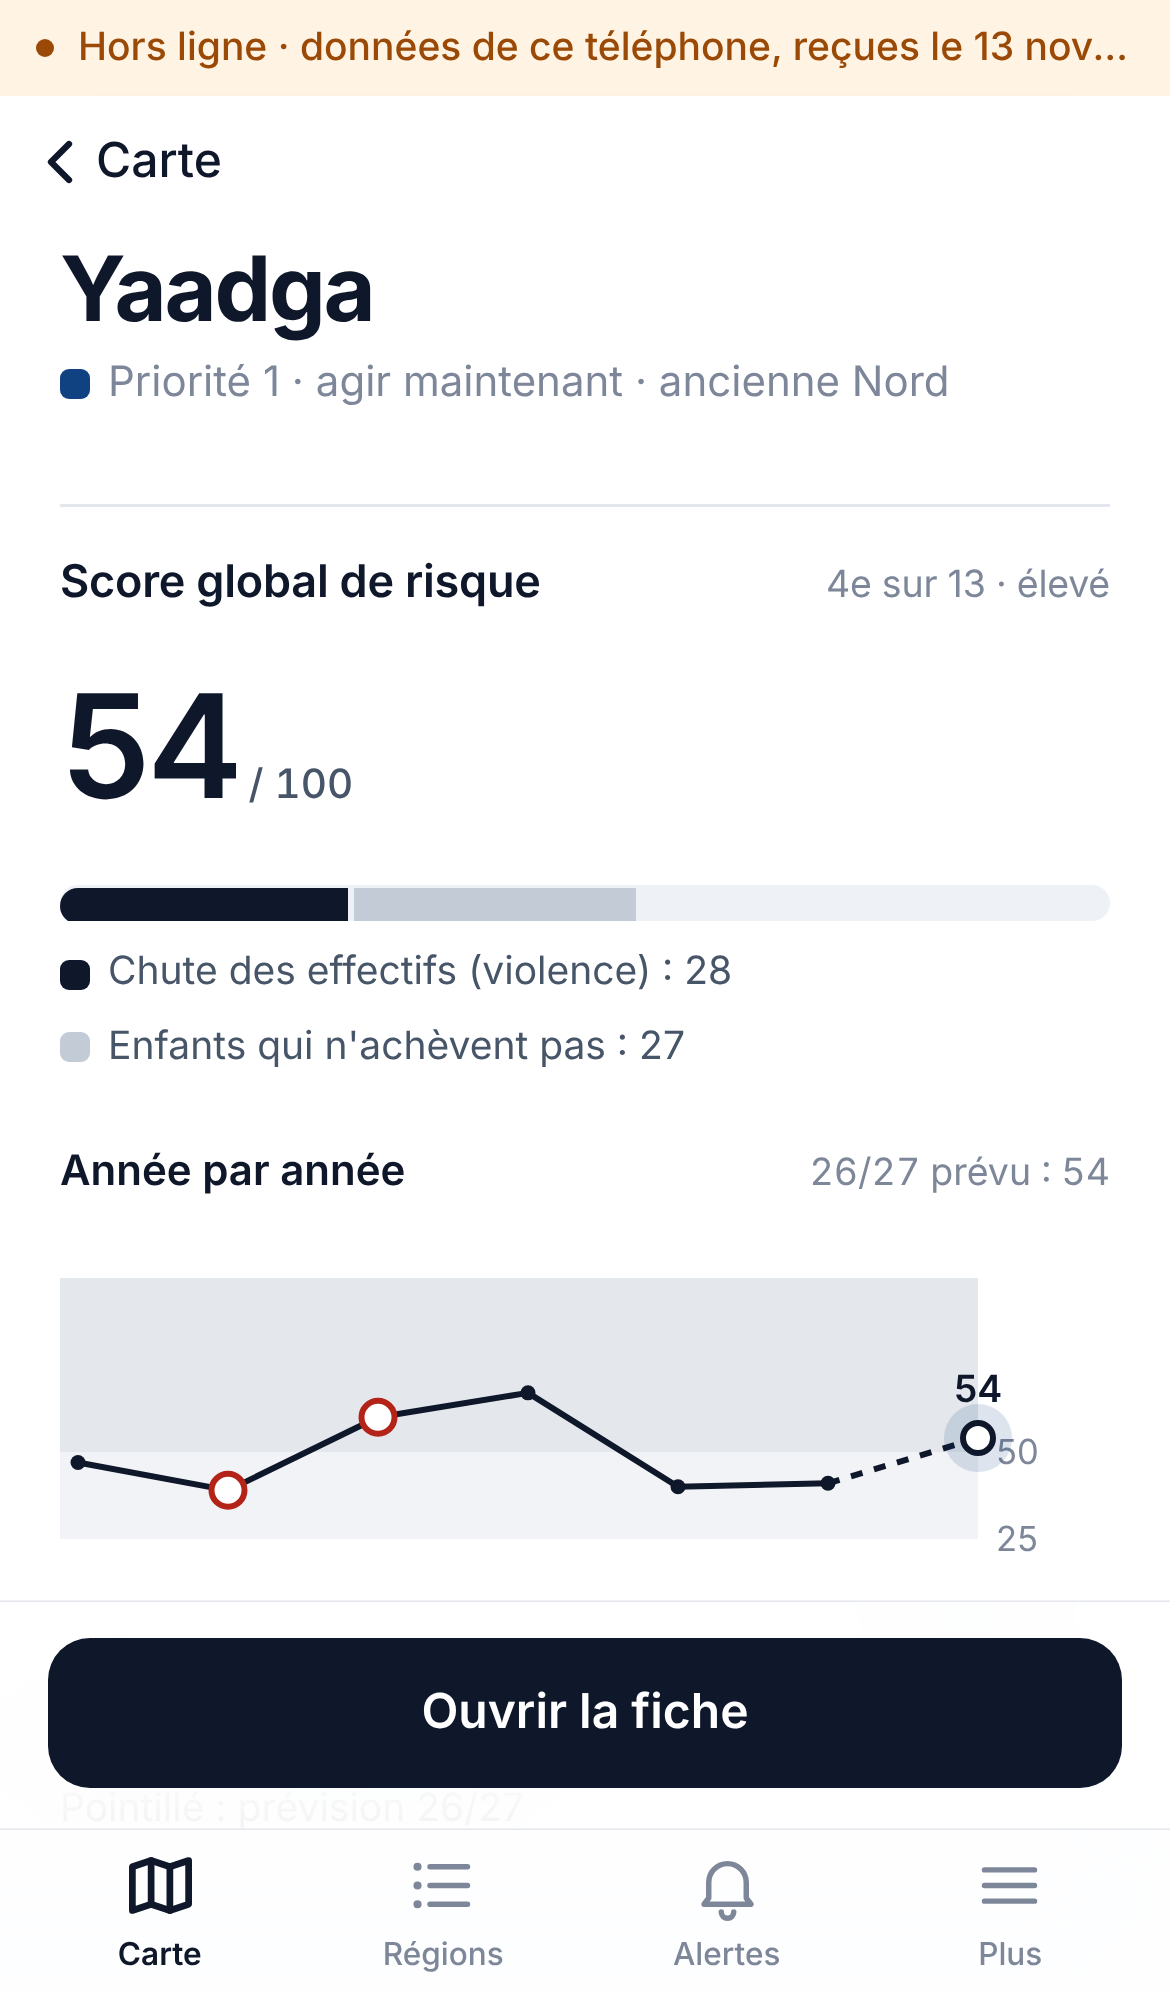 Hors ligne · données de ce téléphone, reçues le 13 nov...
Carte
Yaadga
Priorité 1 · agir maintenant · ancienne Nord
Score global de risque
4e sur 13 · élevé
54 / 100
Chute des effectifs (violence) : 28
Enfants qui n'achèvent pas : 27
Année par année
26/27 prévu : 54
54
50
25
Ouvrir la fiche
Pointillé : prévision 26/27
Carte
Régions
Alertes
Plus